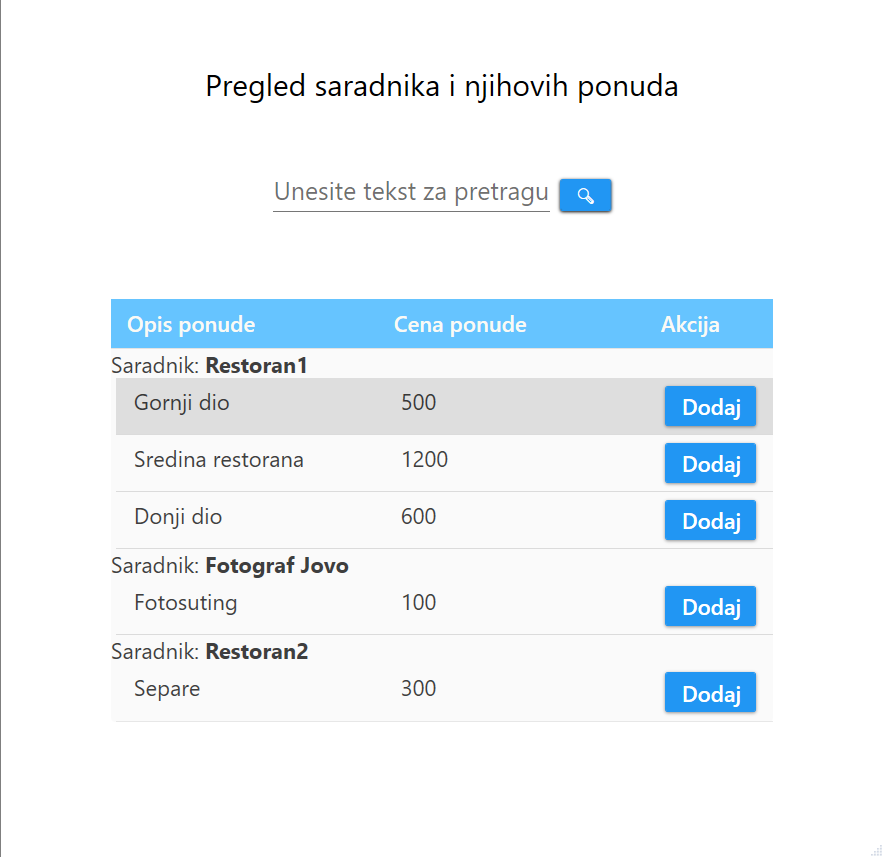 Pregled saradnika i njihovih ponuda
Unesite tekst za pretragu
Opis ponude Cena ponude Akcija
Saradnik: Restoran1
Gornji dio 500 Dodaj
Sredina restorana 1200 Dodaj
Donji dio 600 Dodaj
Saradnik: Fotograf Jovo
Fotosuting 100 Dodaj
Saradnik: Restoran2
Separe 300 Dodaj